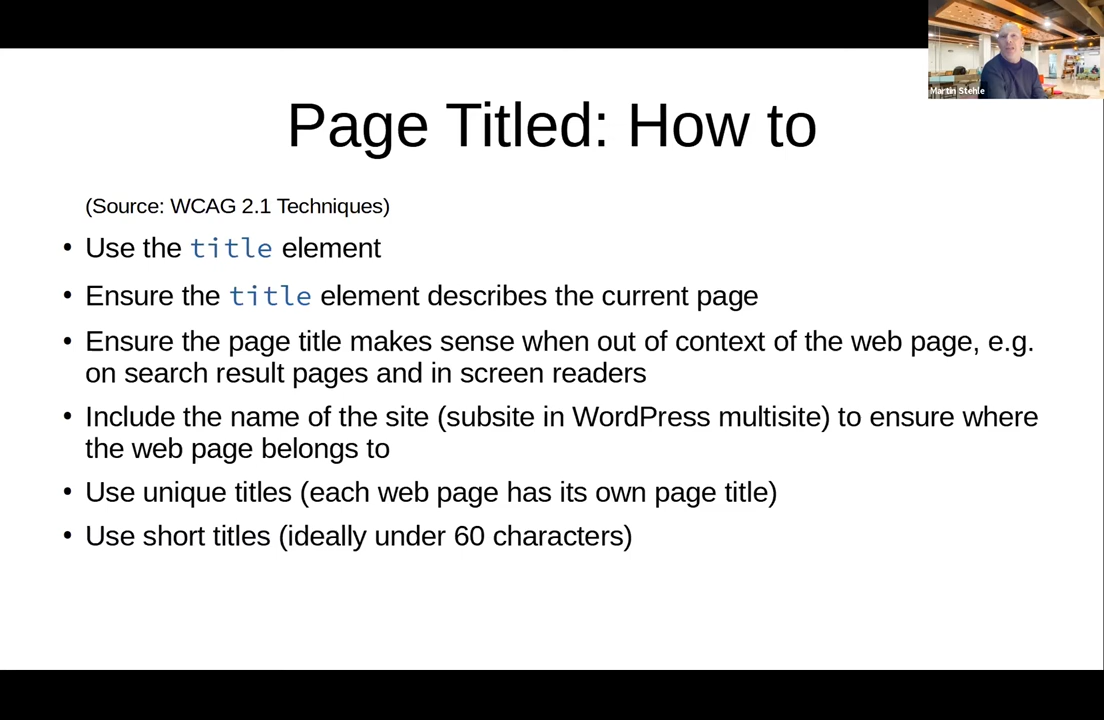 Martin Stehle
Page Titled: How to
(Source: WCAG 2.1 Techniques)
• Use the title element
• Ensure the title element describes the current page
• Ensure the page title makes sense when out of context of the web page, e.g.
on search result pages and in screen readers
• Include the name of the site (subsite in WordPress multisite) to ensure where
the web page belongs to
• Use unique titles (each web page has its own page title)
• Use short titles (ideally under 60 characters)